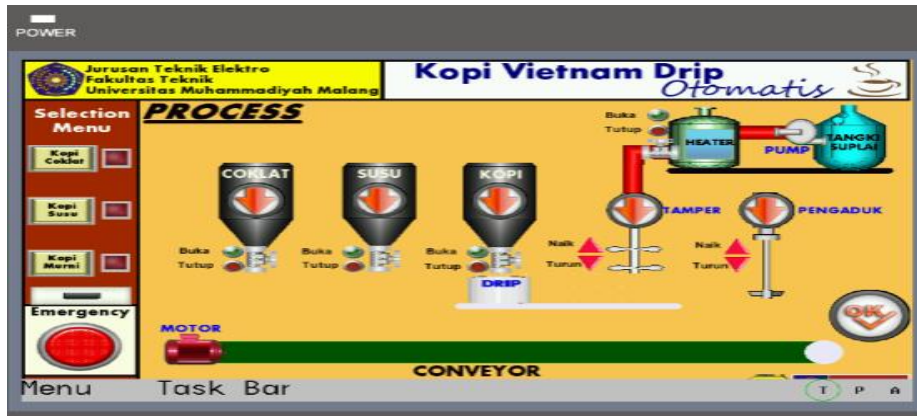 POWER
Jurusan Teknik Elektro
Fakultas Teknik
Universitas Muhammadiyah Malang
Kopi Vietnam Drip
Otomatis
Selection
Menu
Kopi
Coklat
Kopi
Susu
Kopi
Murni
Emergency
PROCESS
COKLAT
SUSU
KOPI
Buka
Tutup
Buka
Tutup
Buka
Tutup
DRIP
Buka
Tutup
HEATER
PUMP
TANGKI
SUPLAI
TAMPER
Naik
Turun
PENGADUK
Naik
Turun
OK
MOTOR
CONVEYOR
Menu Task Bar
T P A